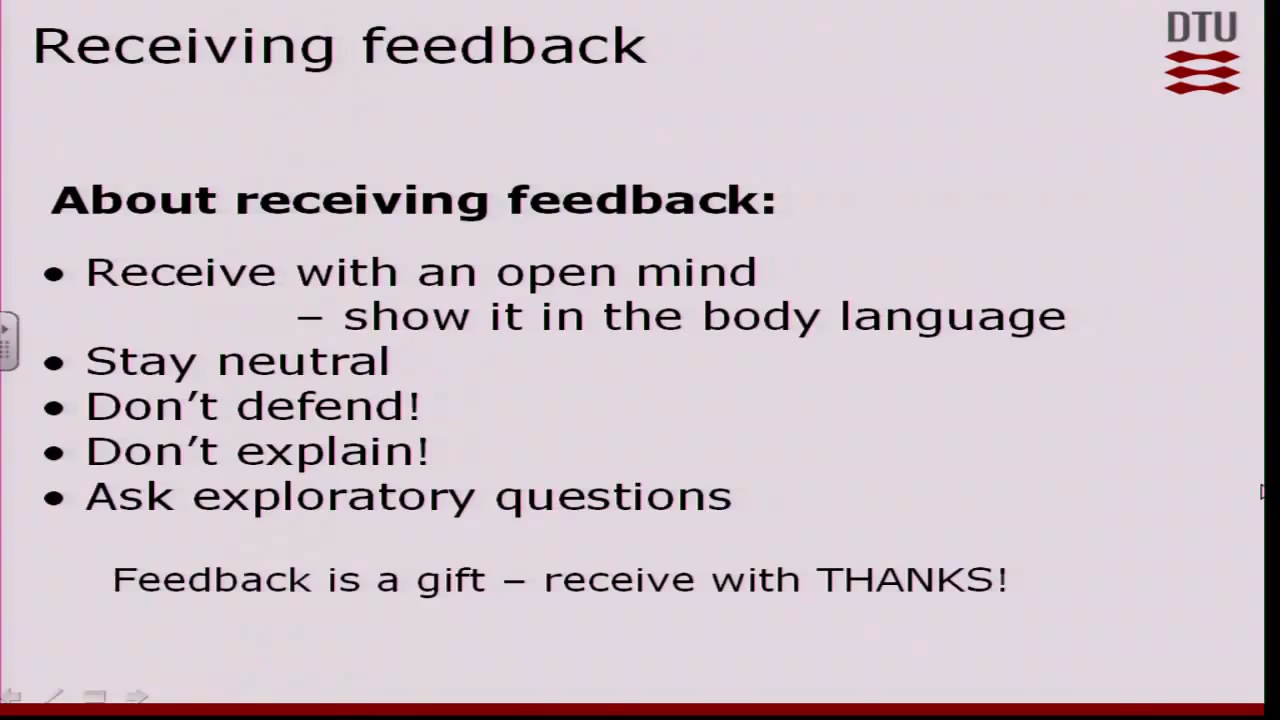 Receiving feedback
DTU
About receiving feedback:
• Receive with an open mind
– show it in the body language
• Stay neutral
• Don’t defend!
• Don’t explain!
• Ask exploratory questions
Feedback is a gift – receive with THANKS!